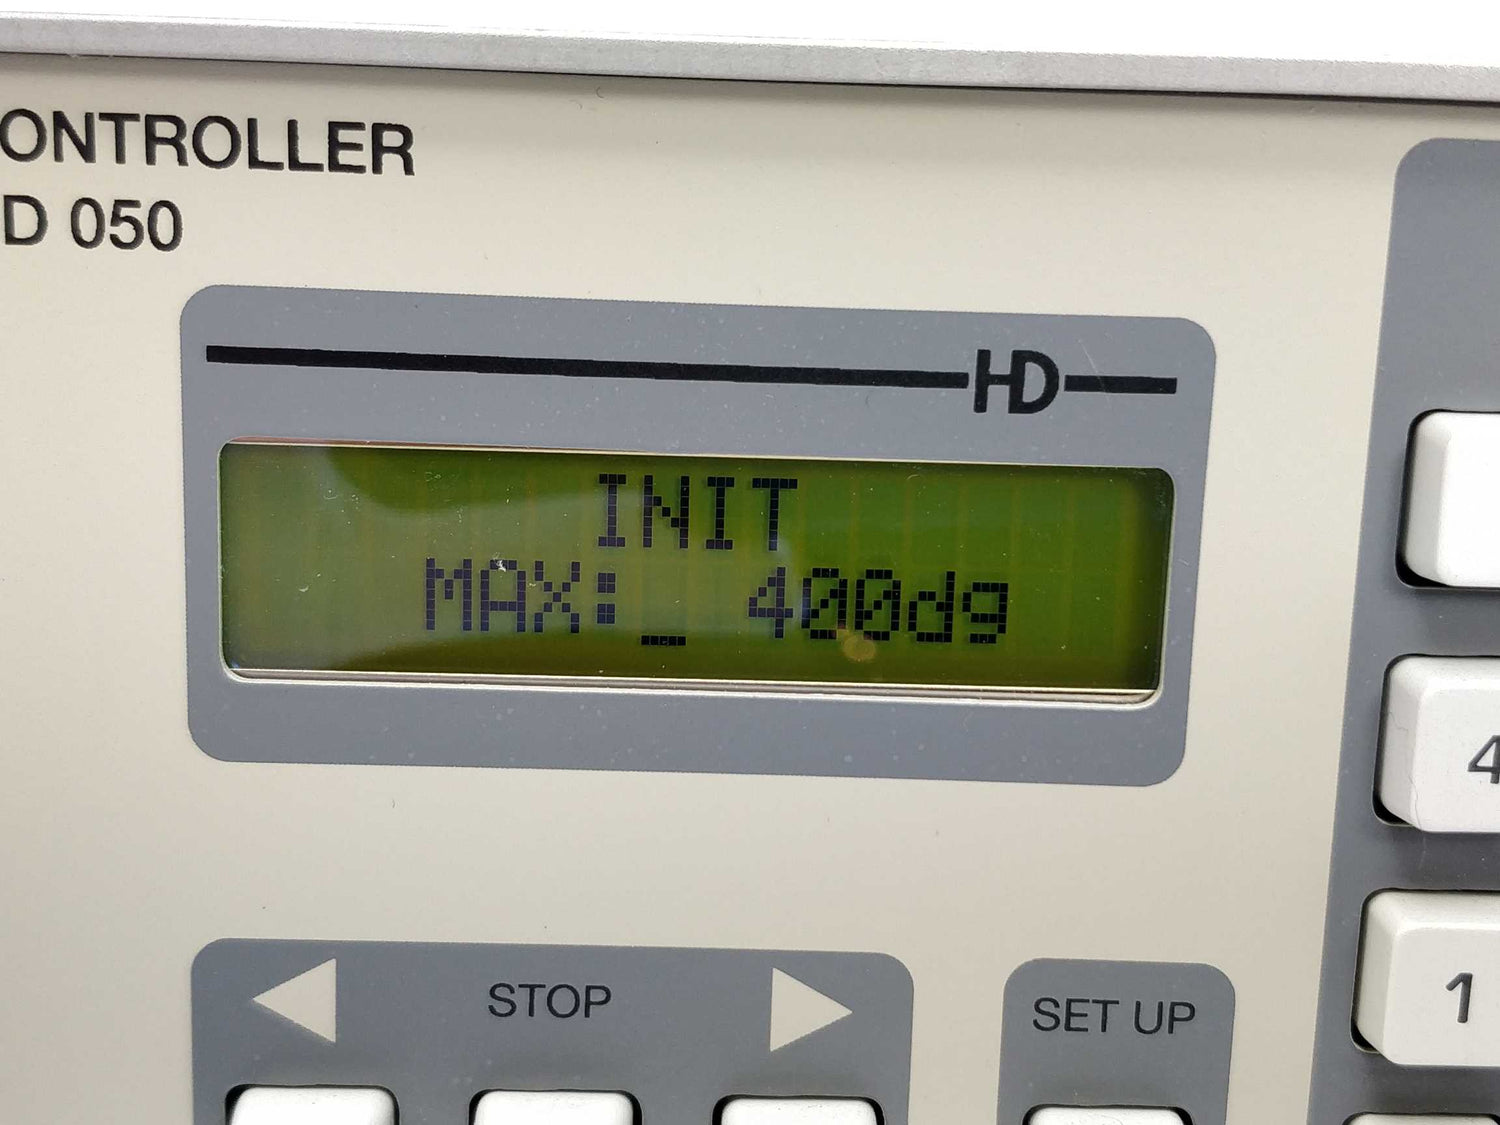 ONTROLLER
D 050
HD
INIT
MAX:_ 400dg
4
1
STOP
SET UP